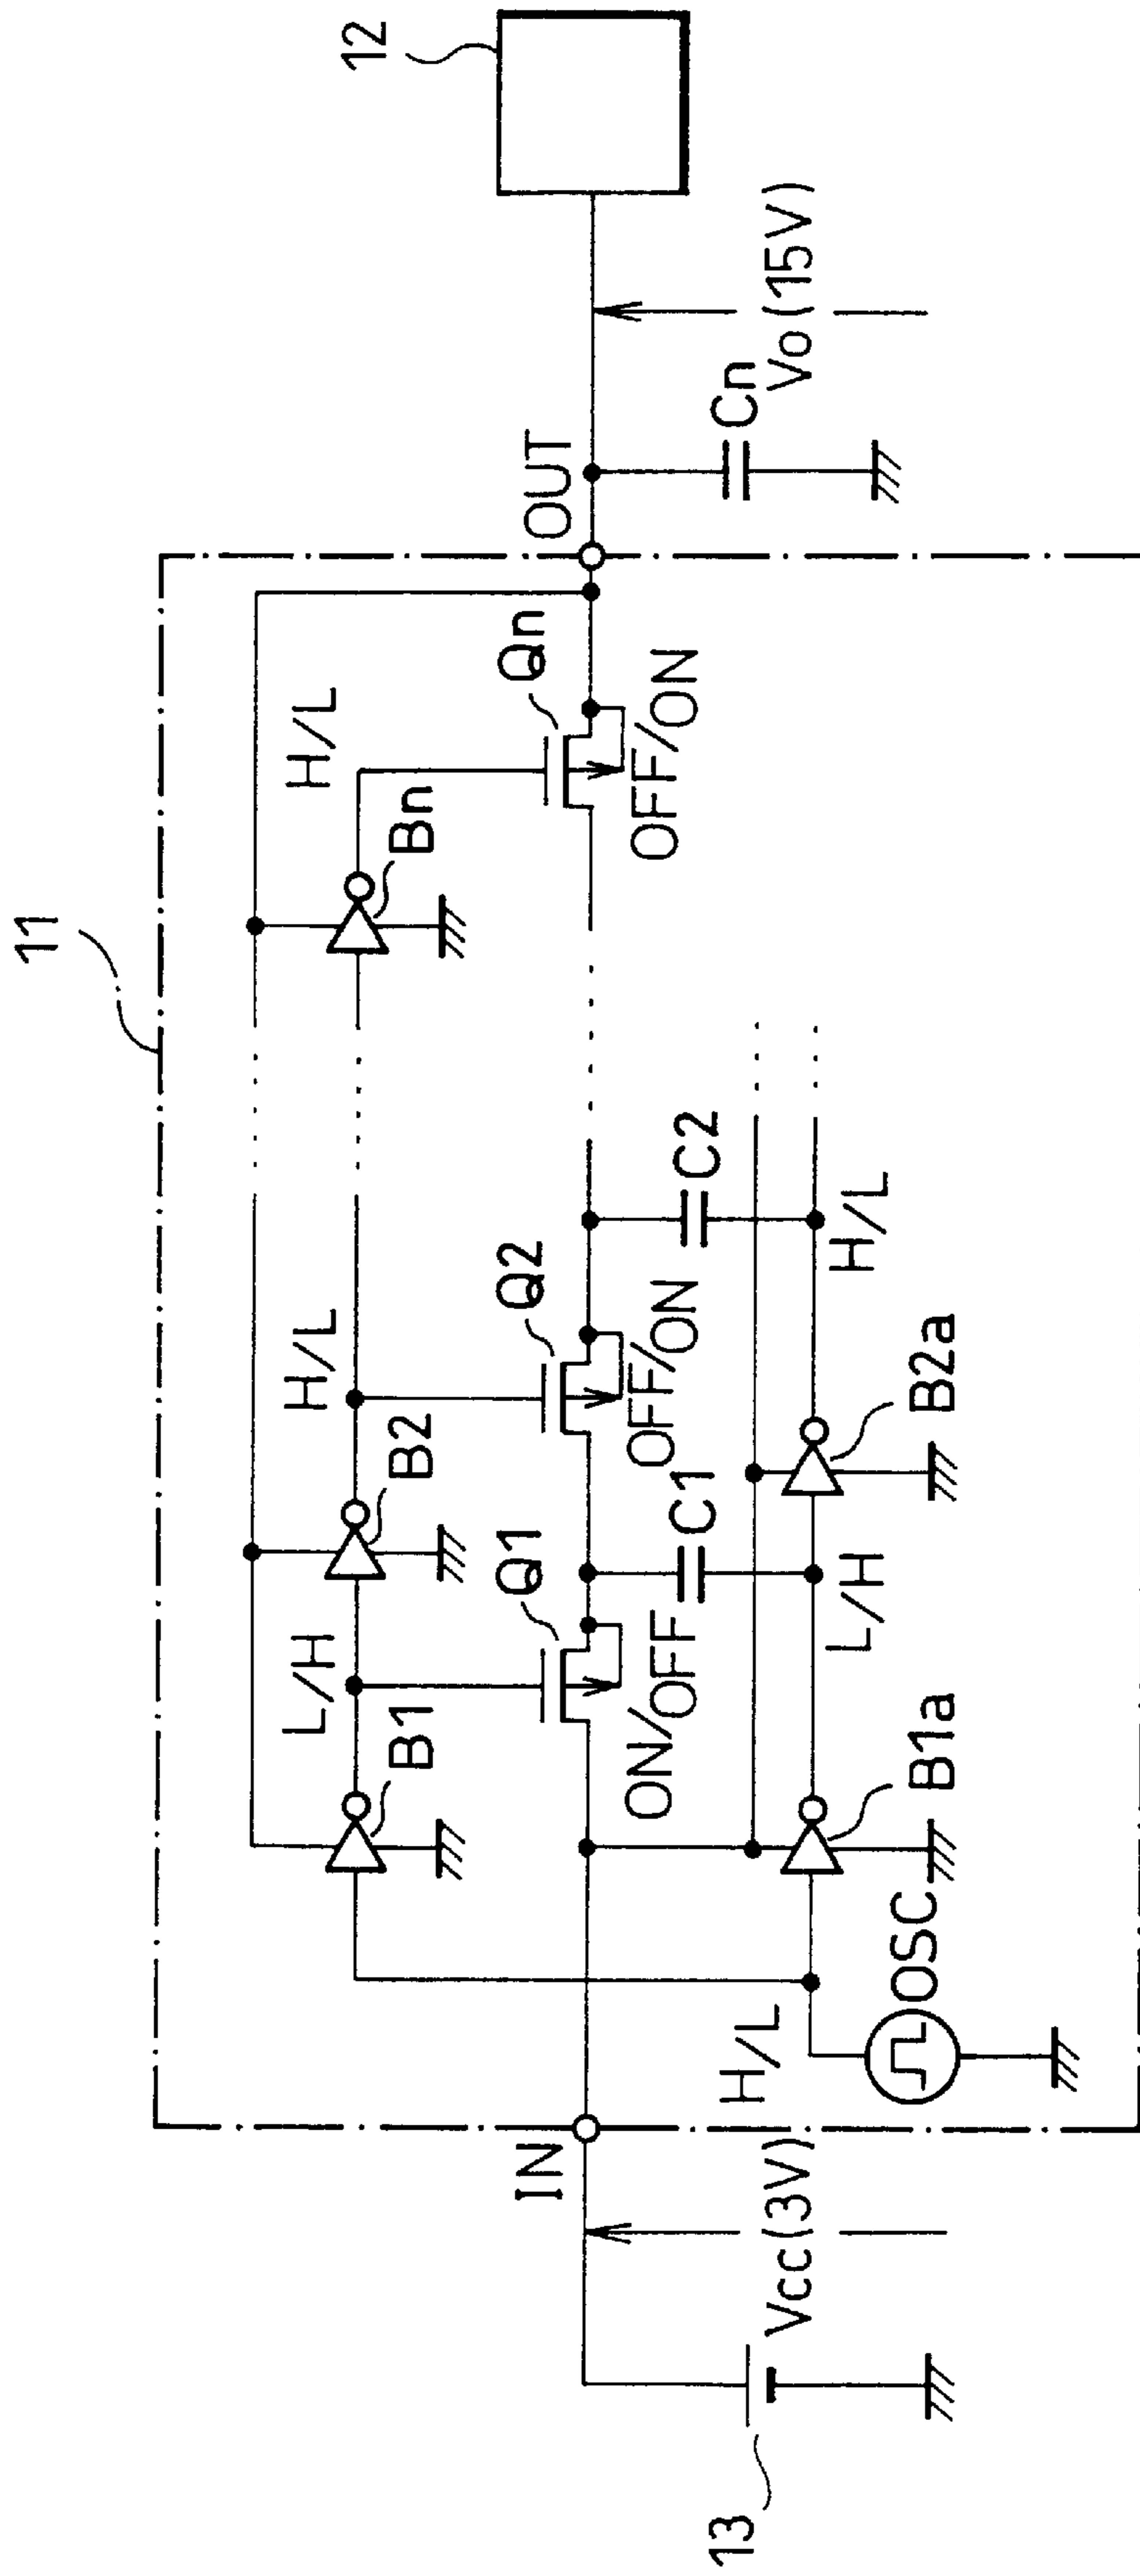 11
12
H/L
Bn
Qn
OUT
OFF/ON
Cn
Vo (15V)
L/H
B1
B2
H/L
Q1
Q2
ON/OFF
OFF/ON
C1
C2
IN
Vcc(3V)
13
H/L
OSC
B1a
L/H
B2a
H/L